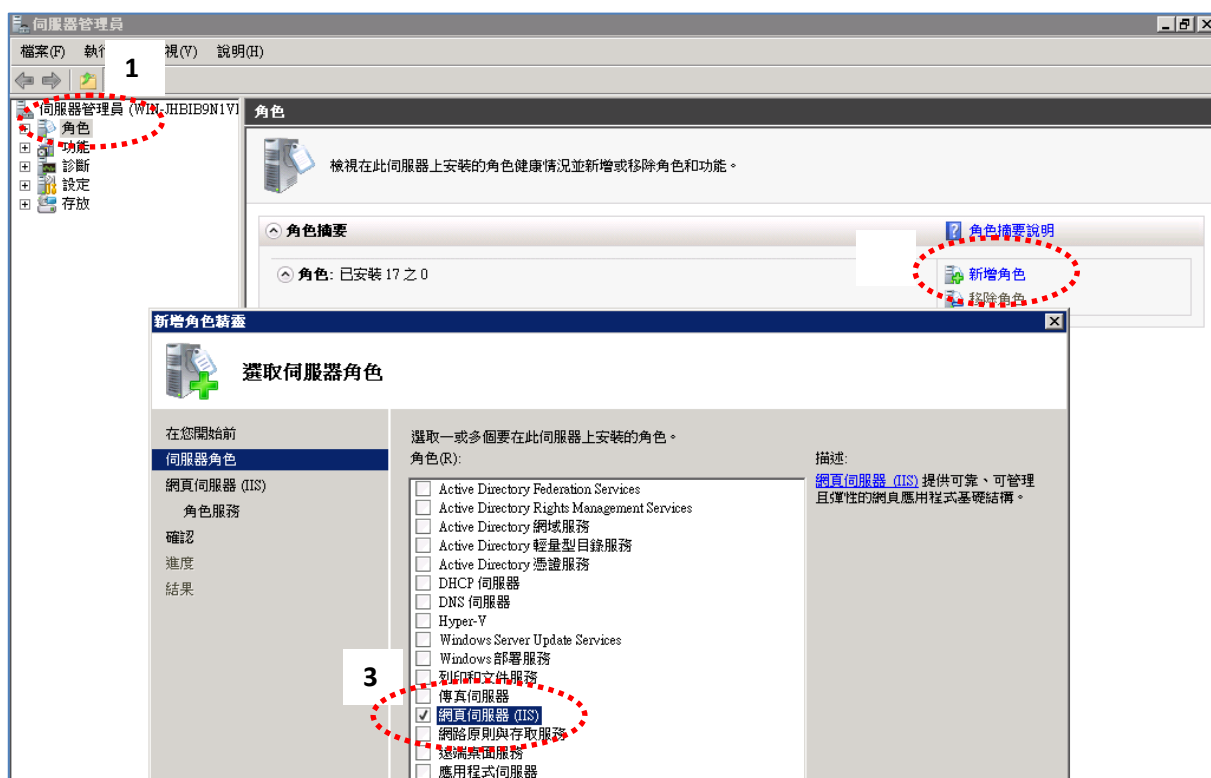 伺服器管理員
檔案(F) 執行 視(V) 說明(H)
1
伺服器管理員 (WIN-JHBIB9N1VI
角色
功能
診斷
設定
存放
角色
檢視在此伺服器上安裝的角色健康情況並新增或移除角色和功能。
角色摘要
角色摘要說明
角色: 已安裝 17 之 0
新增角色
移除角色
新增角色精靈
選取伺服器角色
在您開始前
伺服器角色
網頁伺服器 (IIS)
角色服務
確認
進度
結果
選取一或多個要在此伺服器上安裝的角色。
角色(R):
Active Directory Federation Services
Active Directory Rights Management Services
Active Directory 網域服務
Active Directory 輕量型目錄服務
Active Directory 憑證服務
DHCP 伺服器
DNS 伺服器
Hyper-V
Windows Server Update Services
Windows 部署服務
列印和文件服務
3
傳真伺服器
網頁伺服器 (IIS)
網路原則與存取服務
遠端桌面服務
應用程式伺服器
描述:
網頁伺服器 (IIS) 提供可靠、可管理
且彈性的網頁應用程式基礎結構。